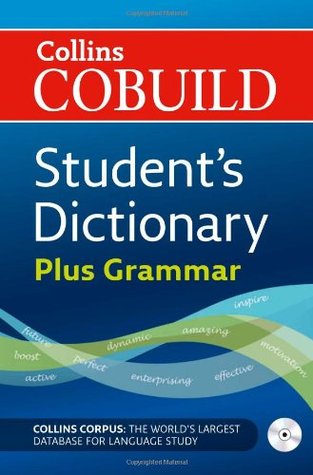 Collins
COBUILD
Student's
Dictionary
Plus Grammar
inspire
future
dynamic
amazing
boost
perfect
motivation
active
enterprising
effective
COLLINS CORPUS: THE WORLD'S LARGEST
DATABASE FOR LANGUAGE STUDY